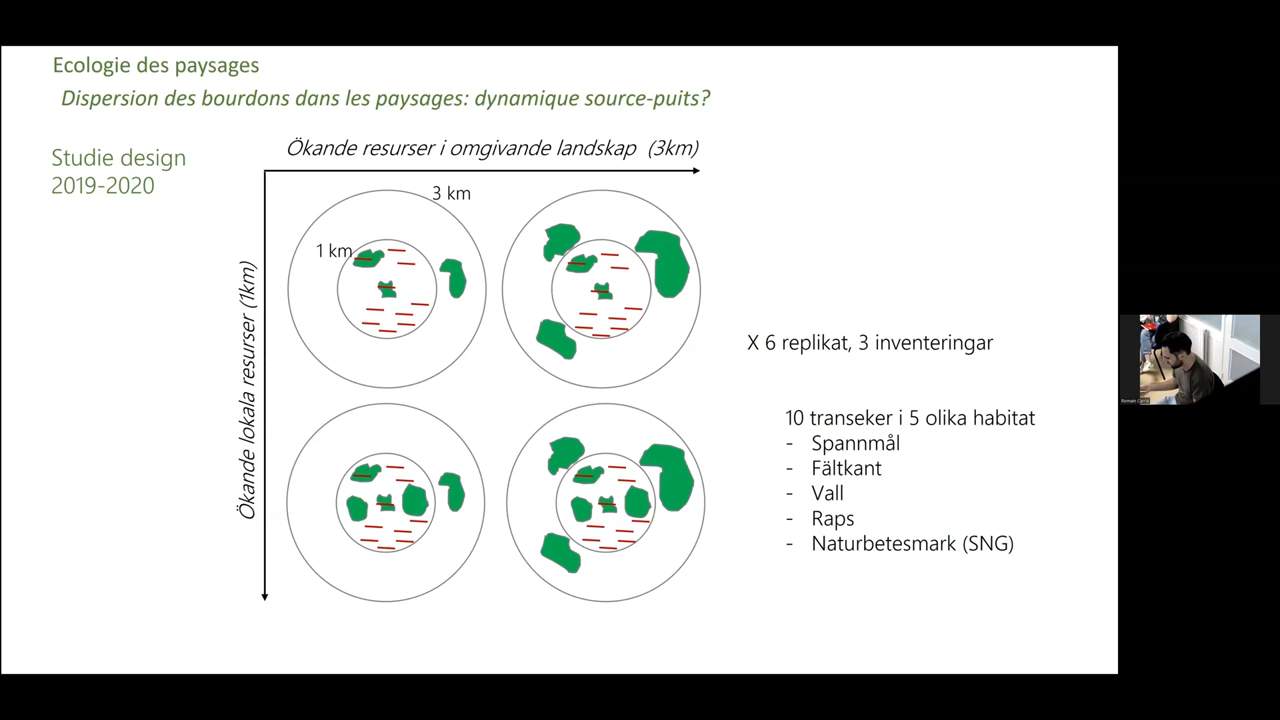 Ecologie des paysages
Dispersion des bourdons dans les paysages: dynamique source-puits?
Studie design
2019-2020
Ökande resurser i omgivande landskap (3km)
Ökande lokala resurser (1km)
3 km
1 km
X 6 replikat, 3 inventeringar
10 transeker i 5 olika habitat
- Spannmål
- Fältkant
- Vall
- Raps
- Naturbetesmark (SNG)